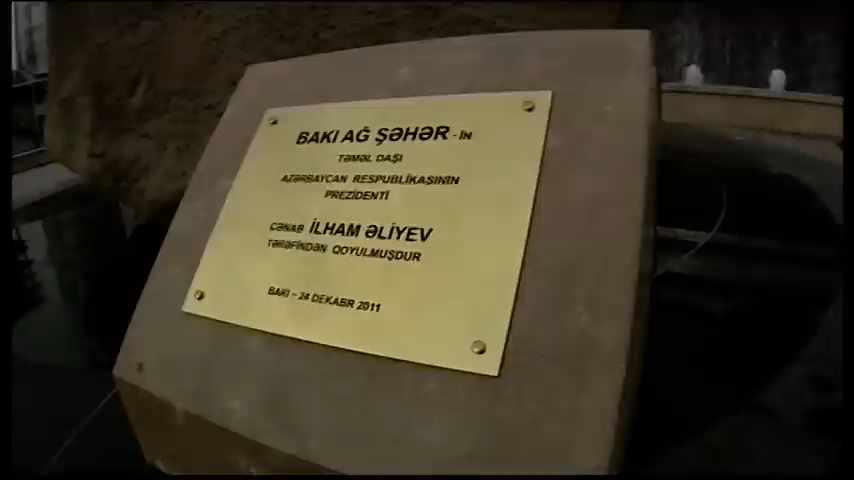 BAKI AĞ ŞƏHƏR-İN
TƏMƏL DAŞI
AZƏRBAYCAN RESPUBLİKASININ
PREZİDENTİ
CƏNAB İLHAM ƏLİYEV
TƏRƏFİNDƏN QOYULMUŞDUR
BAKI – 24 DEKABR 2011